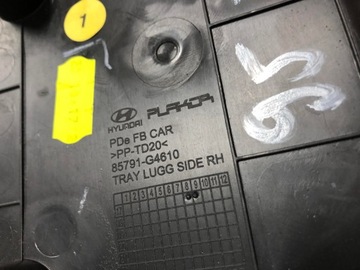 1
HYUNDAI PLAKOR
PDe FB CAR
>PP-TD20<
85791-G4610
TRAY LUGG SIDE RH
1 2 3 4 5 6 7 8 9 10 11 12